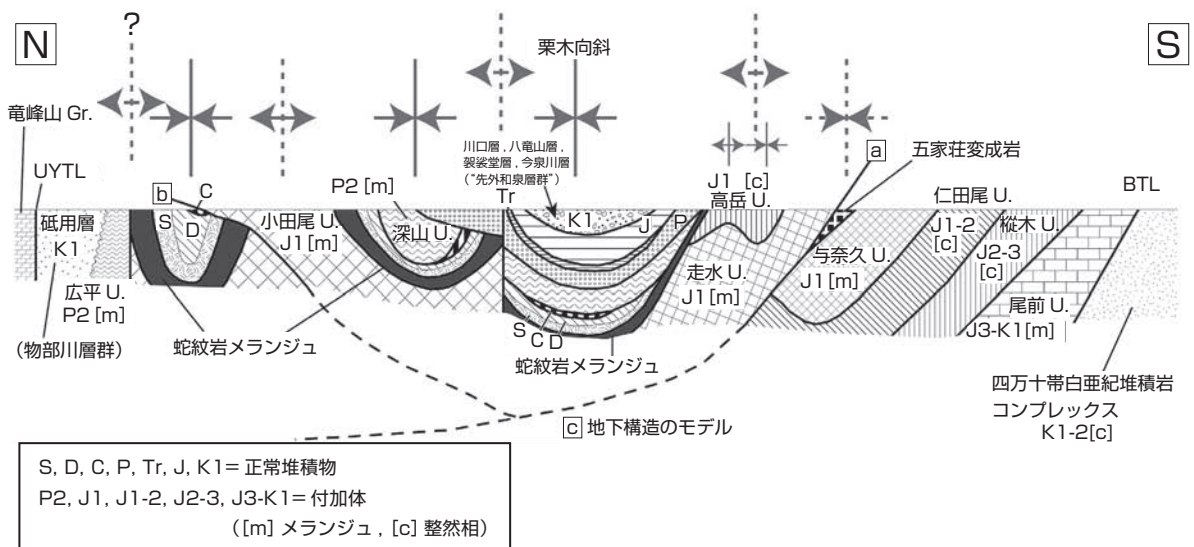 N
?
栗木向斜
S
竜峰山 Gr.
UYTL
b
C
S
D
砥用層
K1
広平 U.
P2 [m]
(物部川層群)
蛇紋岩メランジュ
小田尾 U.
J1 [m]
P2 [m]
深山 U.
川口層 , 八竜山層 ,
袈裟堂層 , 今泉川層
("先外和泉層群")
Tr
K1
J
P
S
C
D
蛇紋岩メランジュ
J1 [c]
高岳 U.
走水 U.
J1 [m]
a
五家荘変成岩
与奈久 U.
J1 [m]
仁田尾 U.
J1-2
[c]
樅木 U.
J2-3
[c]
尾前 U.
J3-K1[m]
BTL
四万十帯白亜紀堆積岩
コンプレックス
K1-2[c]
c 地下構造のモデル
S, D, C, P, Tr, J, K1= 正常堆積物
P2, J1, J1-2, J2-3, J3-K1= 付加体
([m] メランジュ , [c] 整然相)